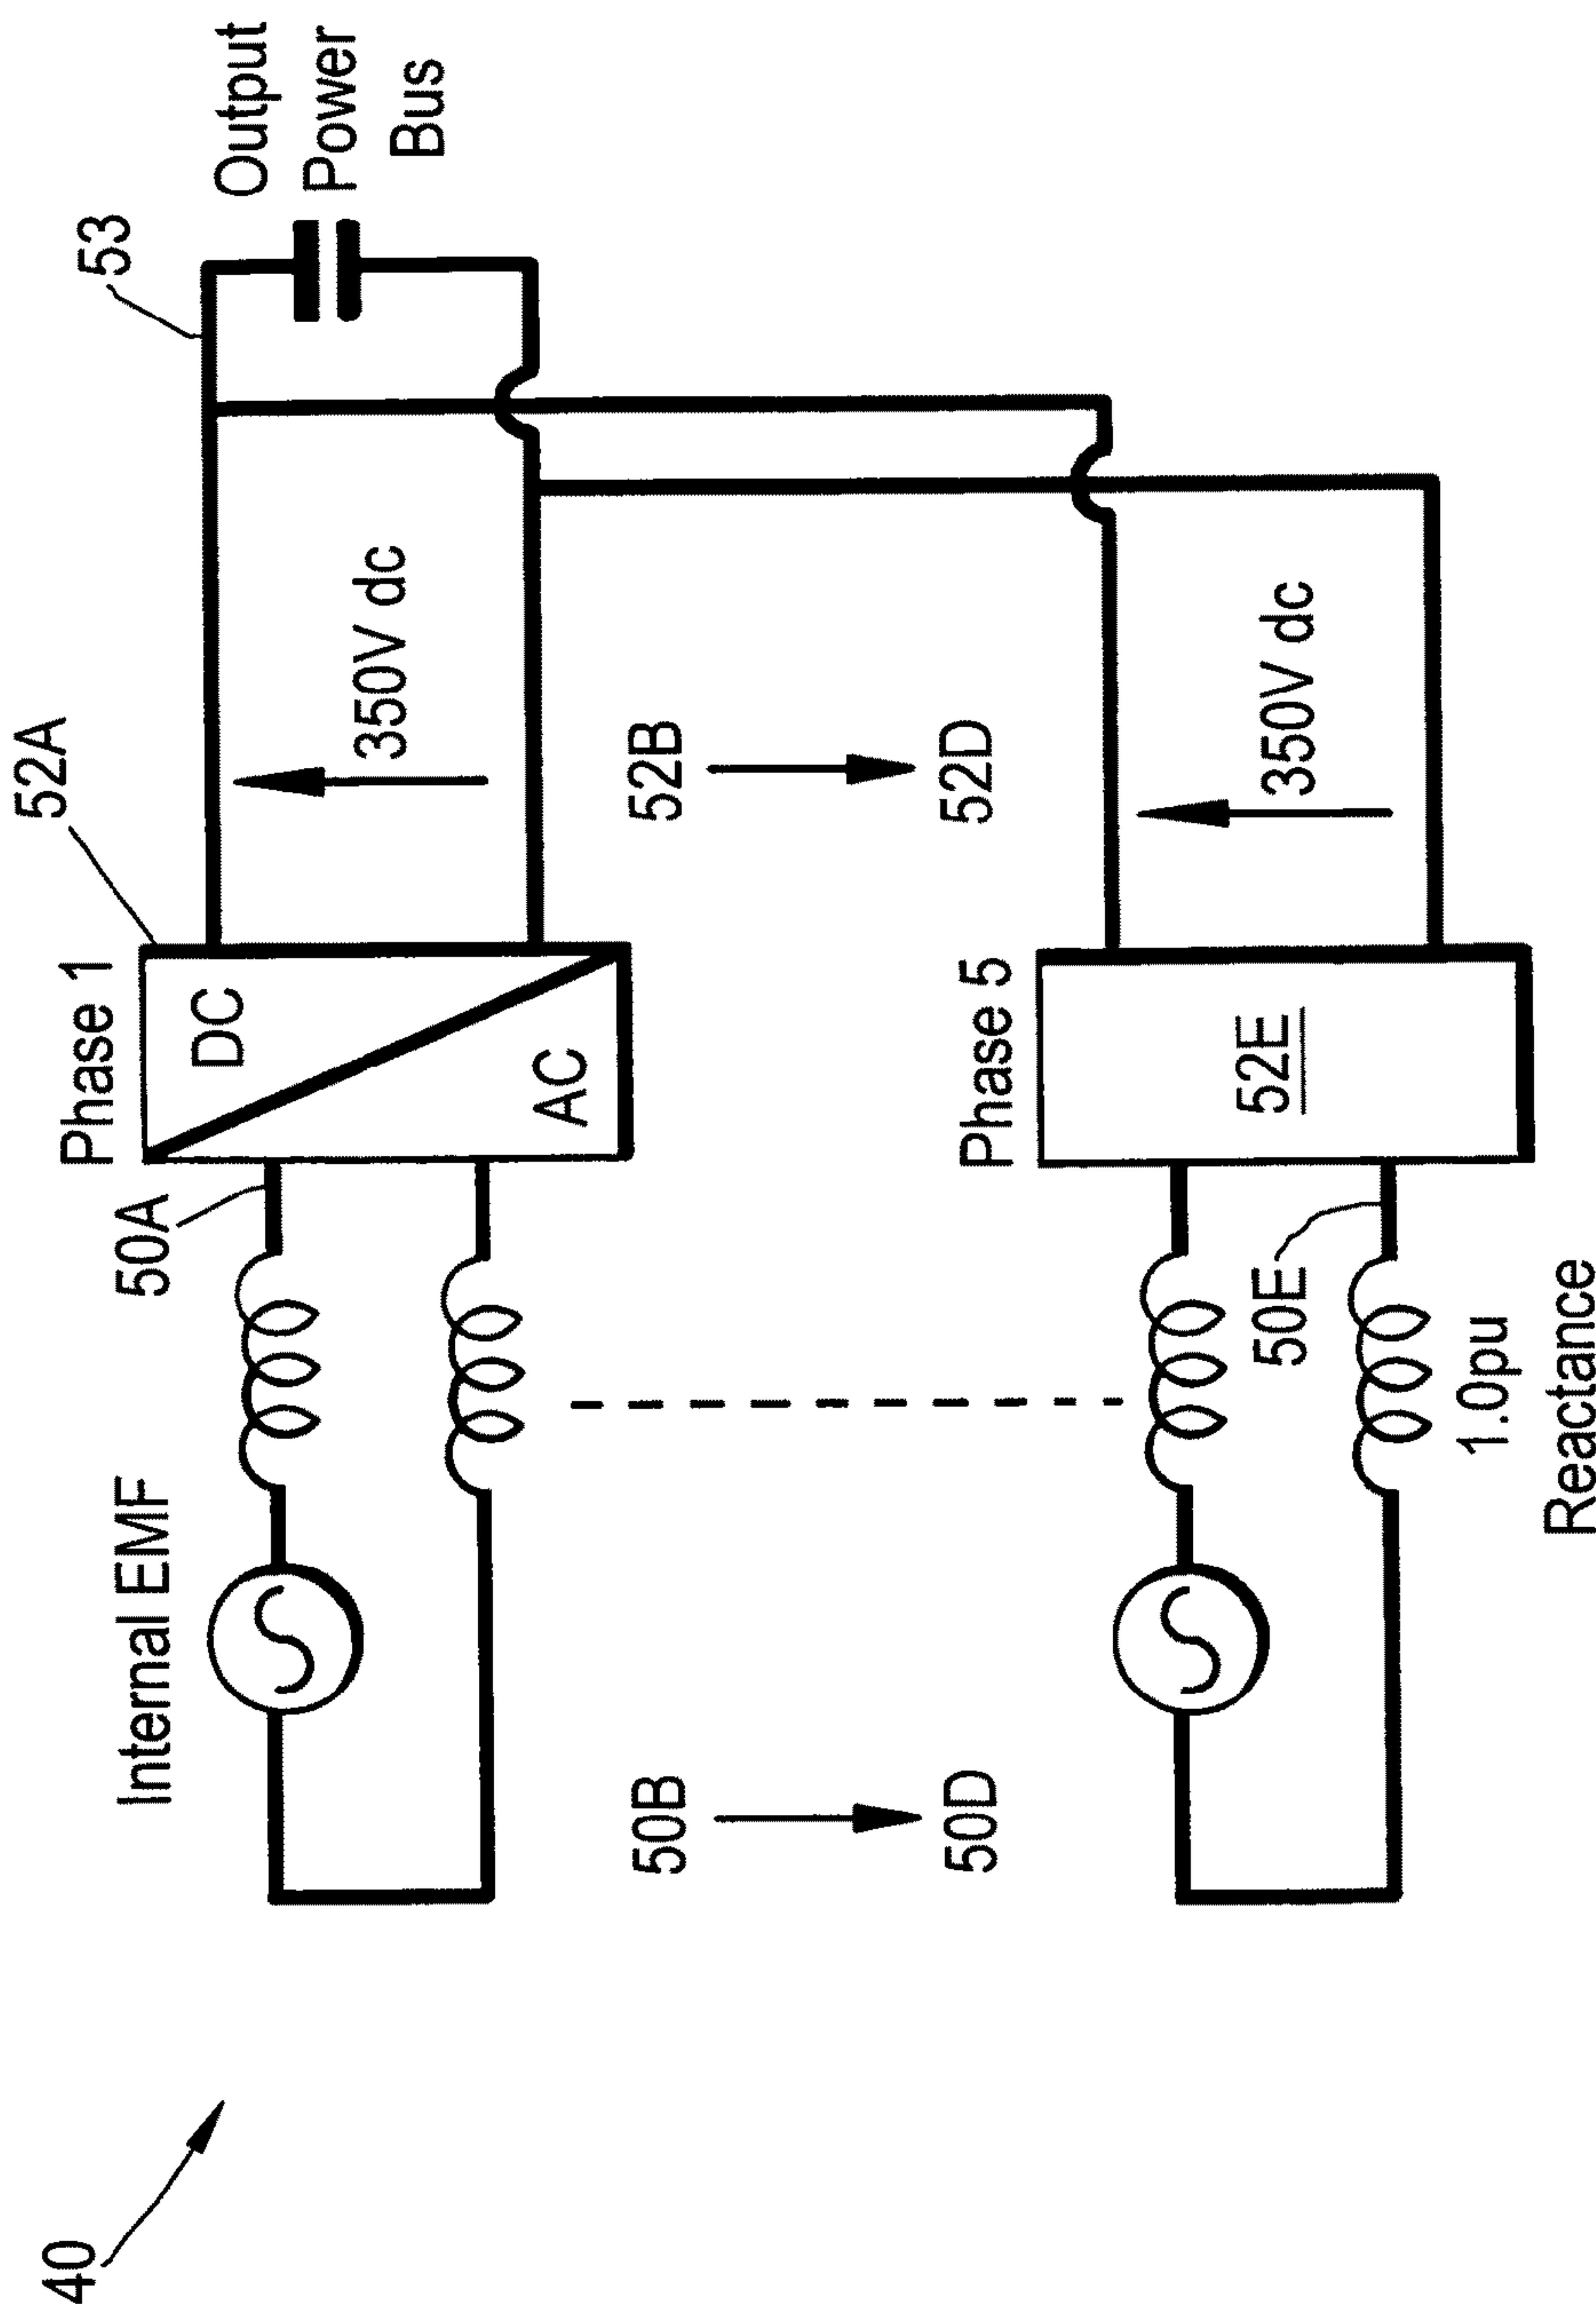 40
Internal EMF
50A
Phase 1
52A
53
Output
Power
Bus
DC
AC
350V dc
50B
50D
52B
52D
Phase 5
52E
50E
350V dc
1.0pu
Reactance